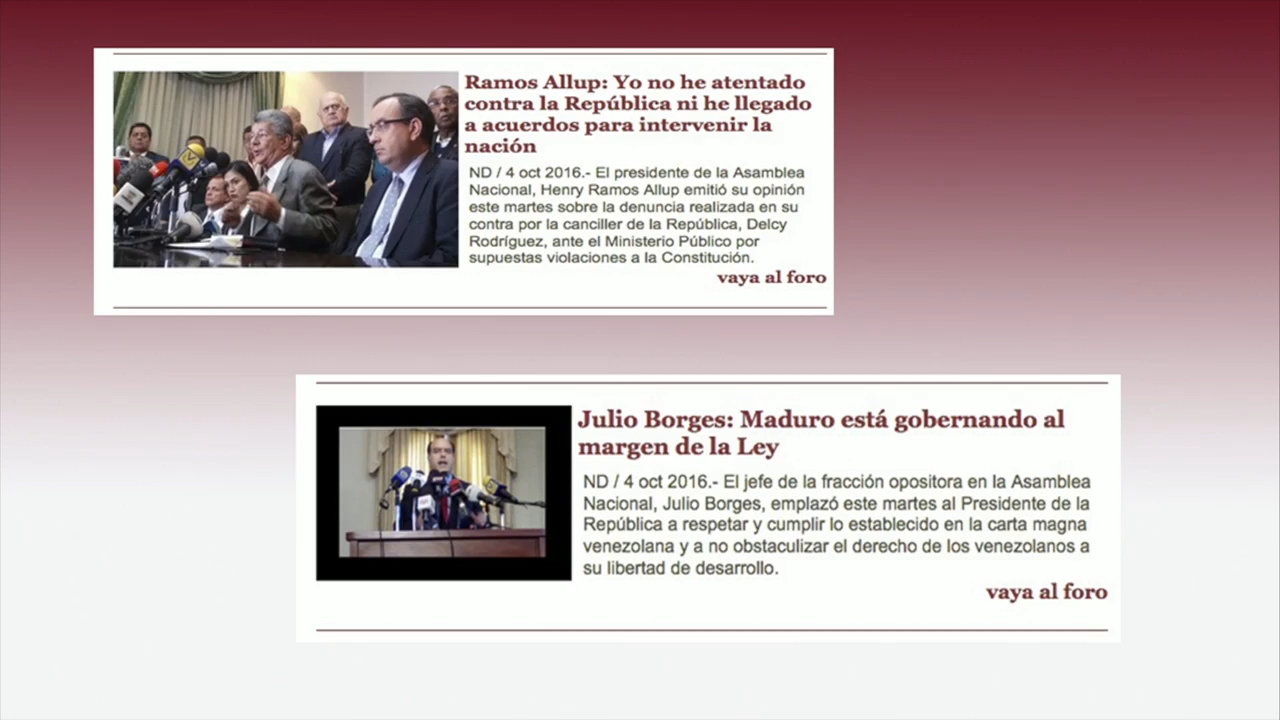 Ramos Allup: Yo no he atentado
contra la República ni he llegado
a acuerdos para intervenir la
nación
ND / 4 oct 2016.- El presidente de la Asamblea
Nacional, Henry Ramos Allup emitió su opinión
este martes sobre la denuncia realizada en su
contra por la canciller de la República, Delcy
Rodríguez, ante el Ministerio Público por
supuestas violaciones a la Constitución.
vaya al foro
Julio Borges: Maduro está gobernando al
margen de la Ley
ND / 4 oct 2016.- El jefe de la fracción opositora en la Asamblea
Nacional, Julio Borges, emplazó este martes al Presidente de la
República a respetar y cumplir lo establecido en la carta magna
venezolana y a no obstaculizar el derecho de los venezolanos a
su libertad de desarrollo.
vaya al foro